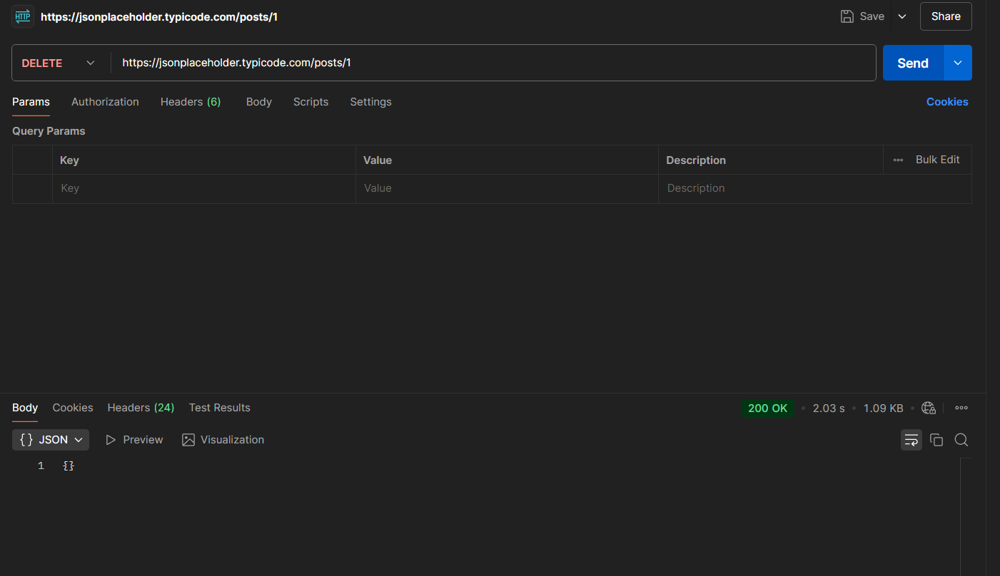 HTTP https://jsonplaceholder.typicode.com/posts/1 Save Share
DELETE https://jsonplaceholder.typicode.com/posts/1 Send
Params Authorization Headers (6) Body Scripts Settings Cookies
Query Params
Key Value Description Bulk Edit
Key Value Description
Body Cookies Headers (24) Test Results 200 OK • 2.03 s • 1.09 KB •
{ } JSON Preview Visualization
1 {}